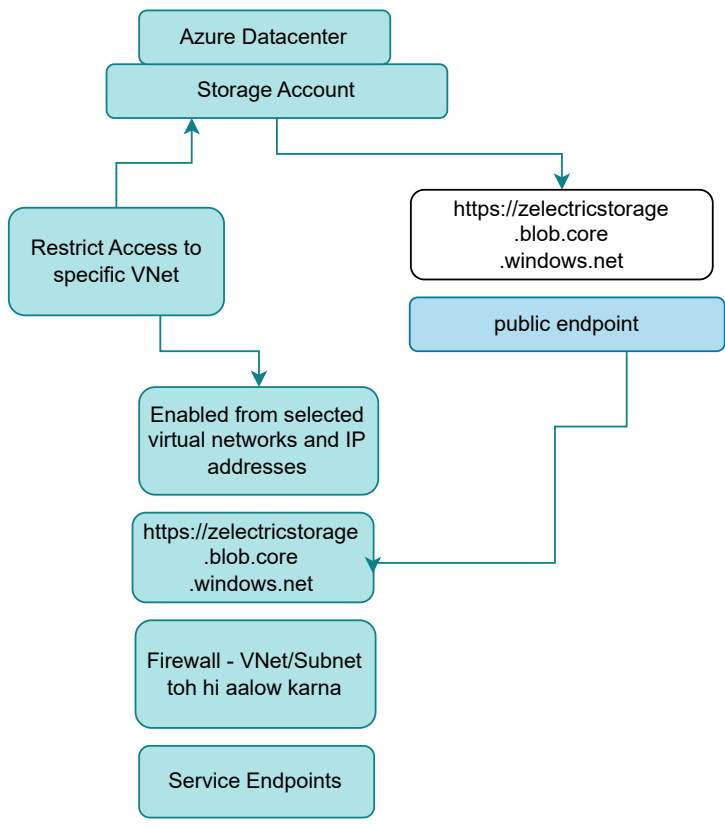 Azure Datacenter
Storage Account
https://zelectricstorage
.blob.core
.windows.net
Restrict Access to
specific VNet
public endpoint
Enabled from selected
virtual networks and IP
addresses
https://zelectricstorage
.blob.core
.windows.net
Firewall - VNet/Subnet
toh hi aalow karna
Service Endpoints